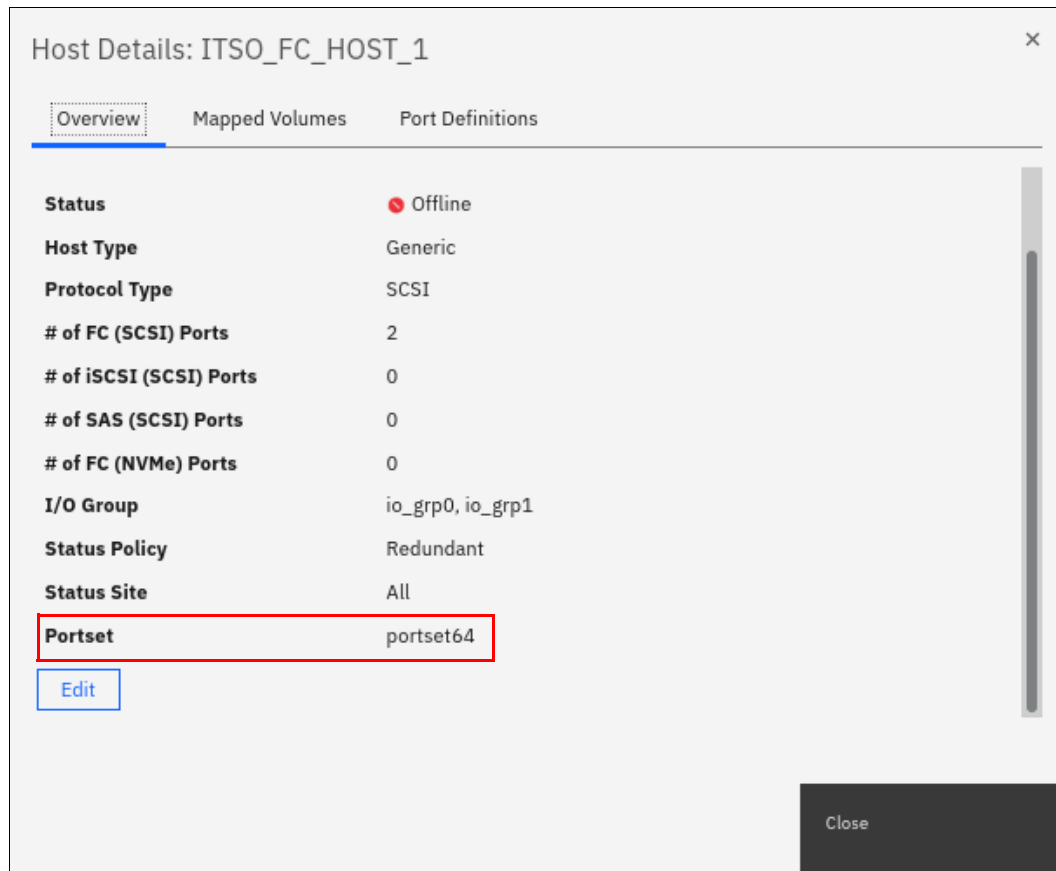 Host Details: ITSO_FC_HOST_1
Overview Mapped Volumes Port Definitions
Status Offline
Host Type Generic
Protocol Type SCSI
# of FC (SCSI) Ports 2
# of iSCSI (SCSI) Ports 0
# of SAS (SCSI) Ports 0
# of FC (NVMe) Ports 0
I/O Group io_grp0, io_grp1
Status Policy Redundant
Status Site All
Portset portset64
Edit
Close